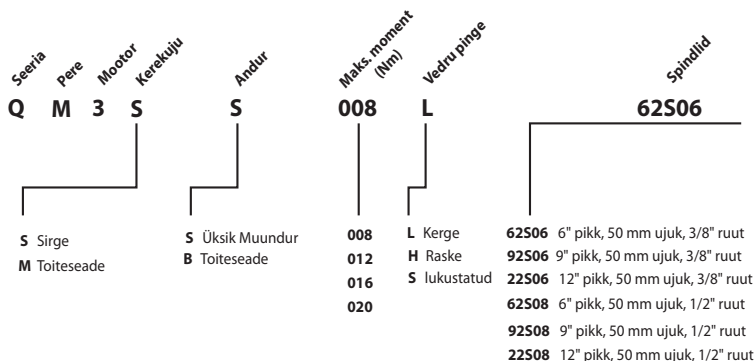 Seeria Pere Mootor Kerekuju Andur Maks. moment (Nm) Vedru pinge Spindlid
Q M 3 S S 008 L 62S06
S Sirge
M Toiteseade
S Üksik Muundur
B Toiteseade
008
012
016
020
L Kerge
H Raske
S lukustatud
62S06 6" pikk, 50 mm ujuk, 3/8" ruut
92S06 9" pikk, 50 mm ujuk, 3/8" ruut
22S06 12" pikk, 50 mm ujuk, 3/8" ruut
62S08 6" pikk, 50 mm ujuk, 1/2" ruut
92S08 9" pikk, 50 mm ujuk, 1/2" ruut
22S08 12" pikk, 50 mm ujuk, 1/2" ruut